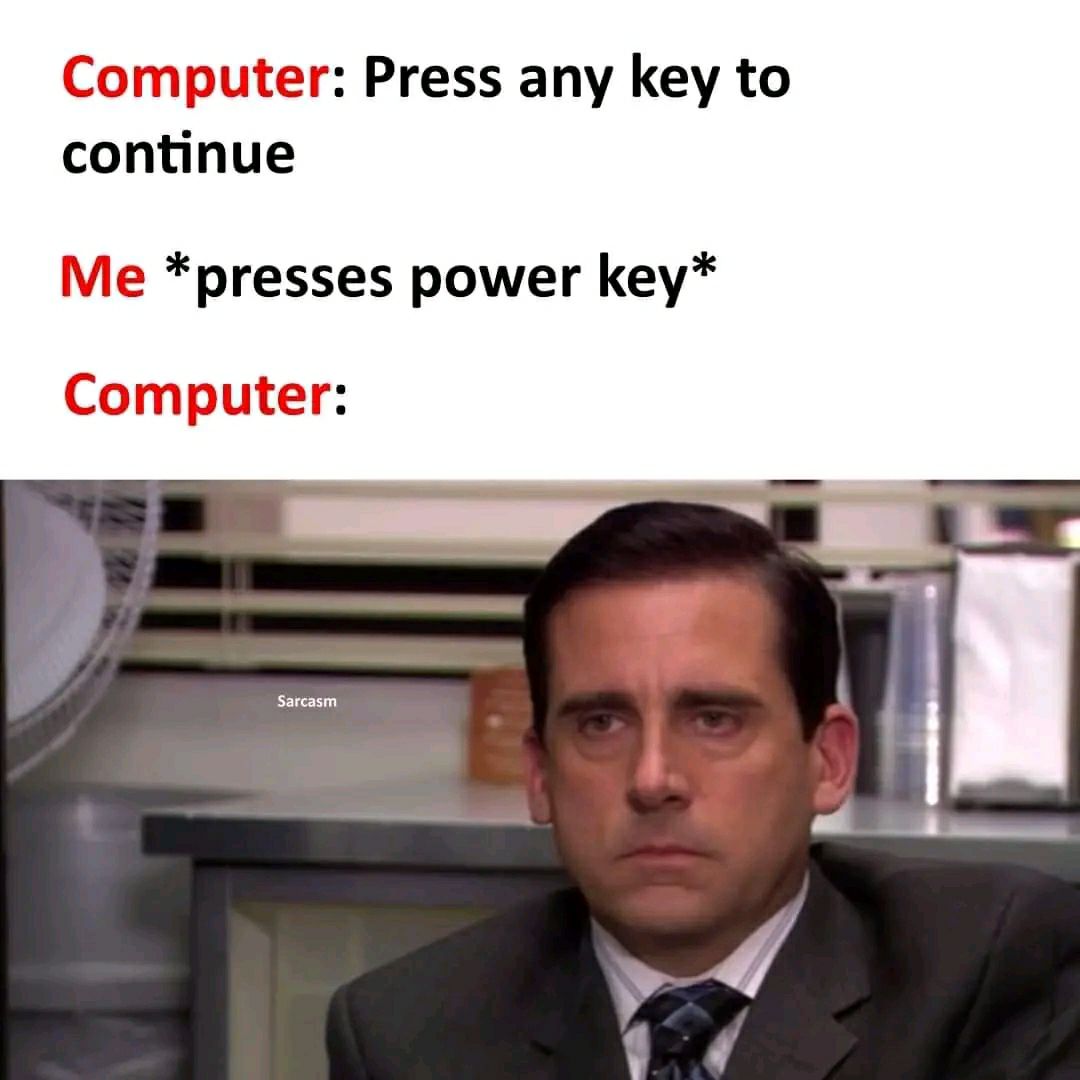 Computer: Press any key to
continue
Me *presses power key*
Computer:
Sarcasm